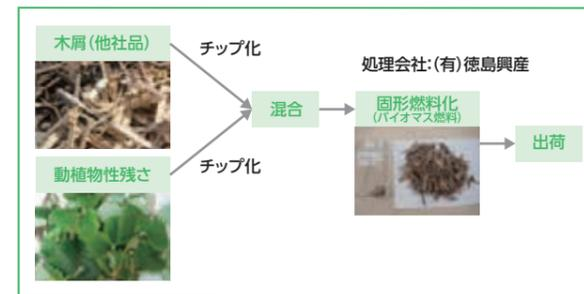 木屑(他社品)
チップ化
処理会社:(有)徳島興産
混合
固形燃料化
(バイオマス燃料)
出荷
動植物性残さ
チップ化